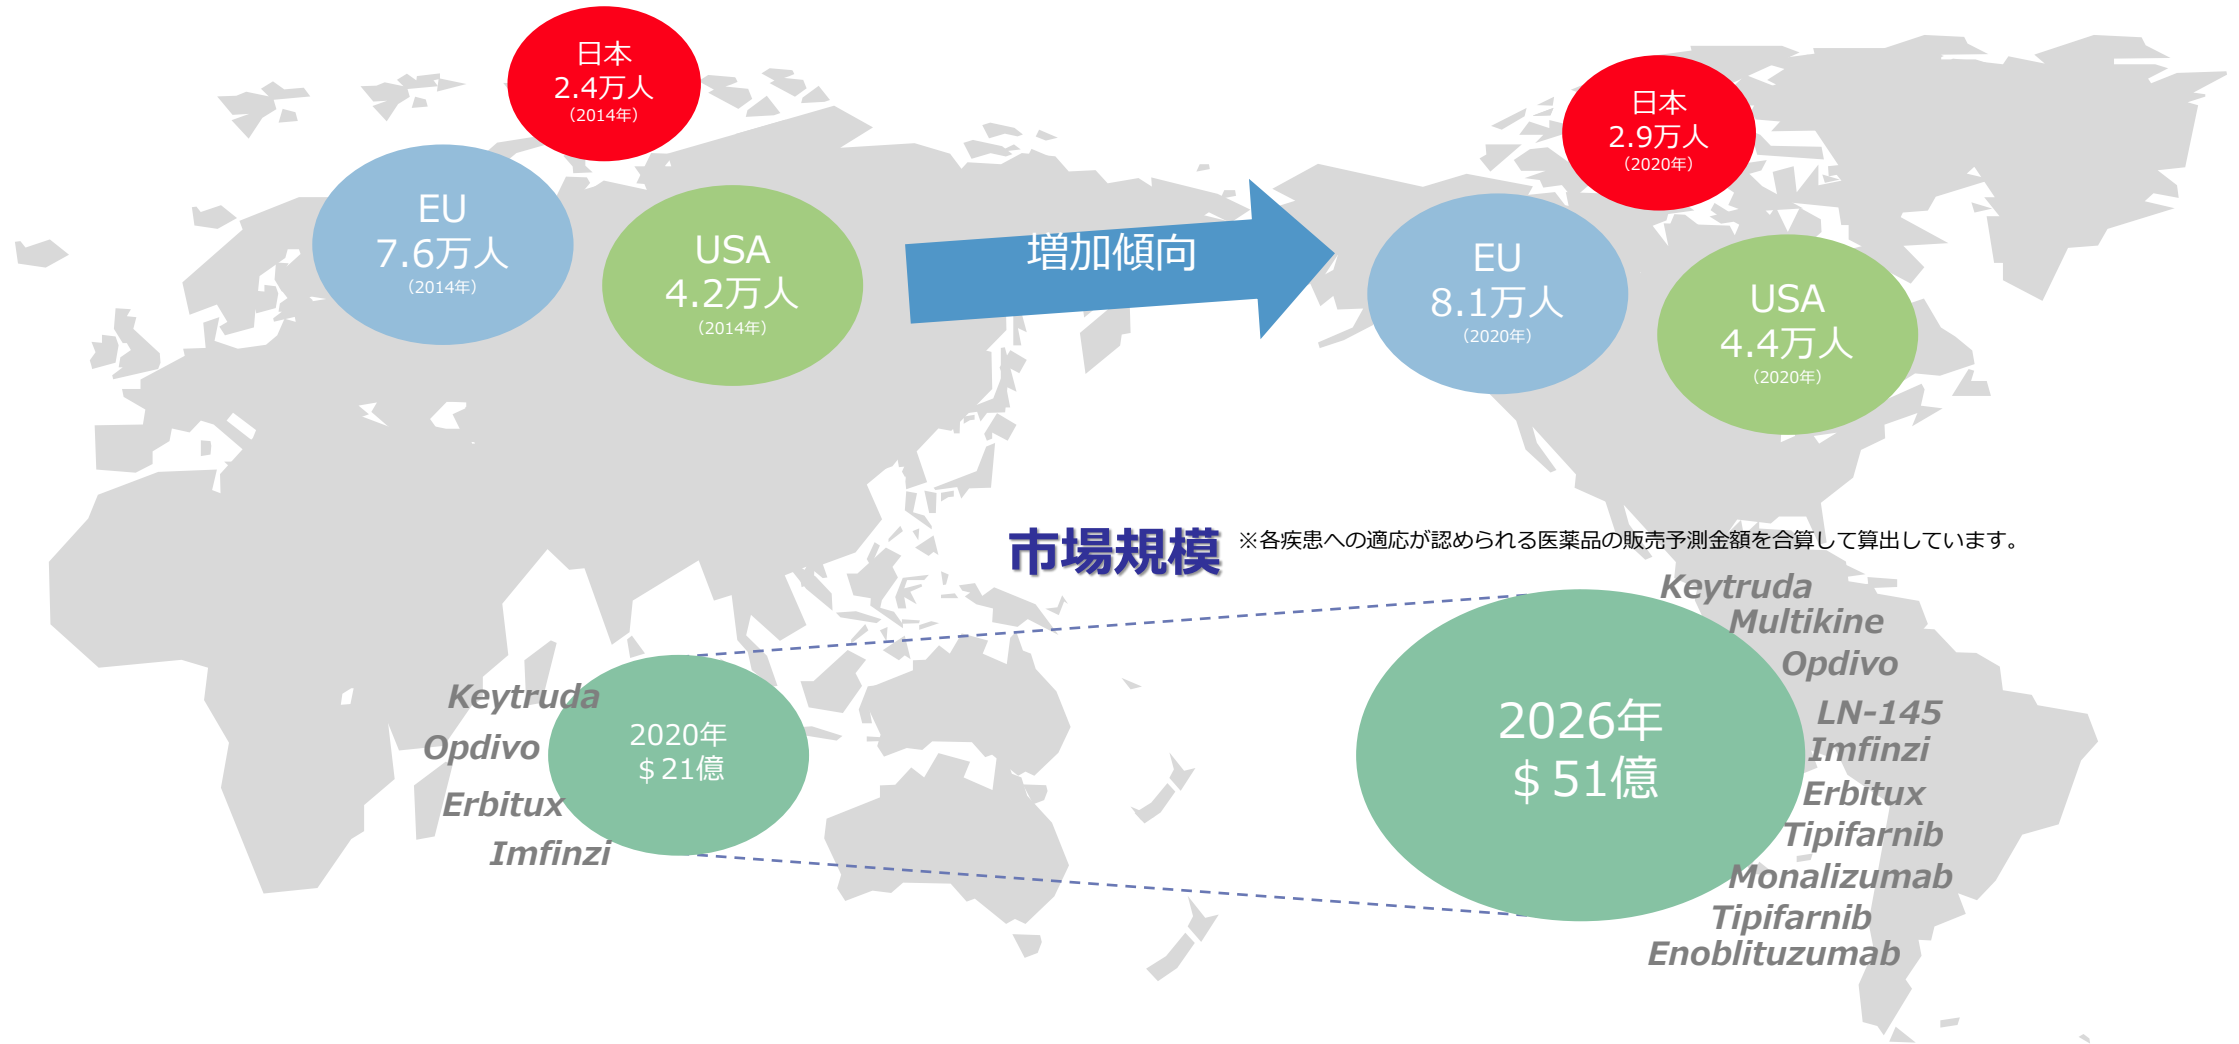 日本
2.4万人
（2014年）
EU
7.6万人
（2014年）
USA
4.2万人
（2014年）
増加傾向
日本
2.9万人
（2020年）
EU
8.1万人
（2020年）
USA
4.4万人
（2020年）
市場規模 ※各疾患への適応が認められる医薬品の販売予測金額を合算して算出しています。
Keytruda
Opdivo
Erbitux
Imfinzi
2020年
＄21億
2026年
＄51億
Keytruda
Multikine
Opdivo
LN-145
Imfinzi
Erbitux
Tipifarnib
Monalizumab
Tipifarnib
Enoblituzumab